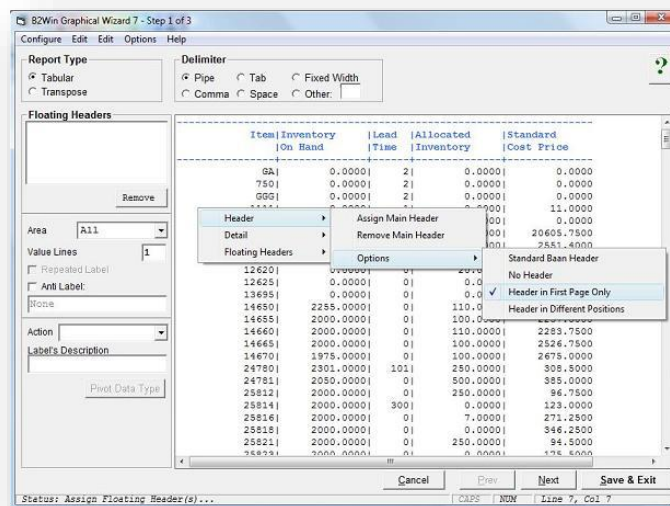 B2Win Graphical Wizard 7 - Step 1 of 3
Configure Edit Edit Options Help
Report Type
Tabular
Transpose
Delimiter
Pipe Tab Fixed Width
Comma Space Other:
?
Floating Headers
Remove
Area All
Value Lines 1
Repeated Label
Anti Label:
None
Action
Label's Description
Pivot Data Type
Item|Inventory |Lead |Allocated |Standard
|On Hand |Time |Inventory |Cost Price
GA| 0.0000| 2| 0.0000| 0.0000
750| 0.0000| 2| 0.0000| 0.0000
GGG| 0.0000| 2| 0.0000| 0.0000
11.0000
0.0000
20605.7500
2551.4000
Header
Detail
Floating Headers
Assign Main Header
Remove Main Header
Options
Standard Baan Header
No Header
Header in First Page Only
Header in Different Positions
12620| 0.0000| 0|
12625| 0.0000| 0|
13695| 0.0000| 0|
14650| 2255.0000| 0| 110.0
14655| 2000.0000| 0| 100.0
14660| 2000.0000| 0| 110.0000| 2283.7500
14665| 2000.0000| 0| 100.0000| 2526.7500
14670| 1975.0000| 0| 100.0000| 2675.0000
24780| 2301.0000| 101| 250.0000| 308.5000
24781| 2050.0000| 0| 500.0000| 385.0000
25812| 2000.0000| 0| 250.0000| 96.7500
25814| 2000.0000| 300| 0.0000| 123.0000
25816| 2000.0000| 0| 7.0000| 271.2500
25818| 2000.0000| 0| 0.0000| 346.2500
25821| 2000.0000| 0| 250.0000| 94.5000
25823| 2000.0000| 0| 0.0000| 175.5000
Cancel Prev Next Save & Exit
Status: Assign Floating Header(s)... CAPS NUM Line 7, Col 7